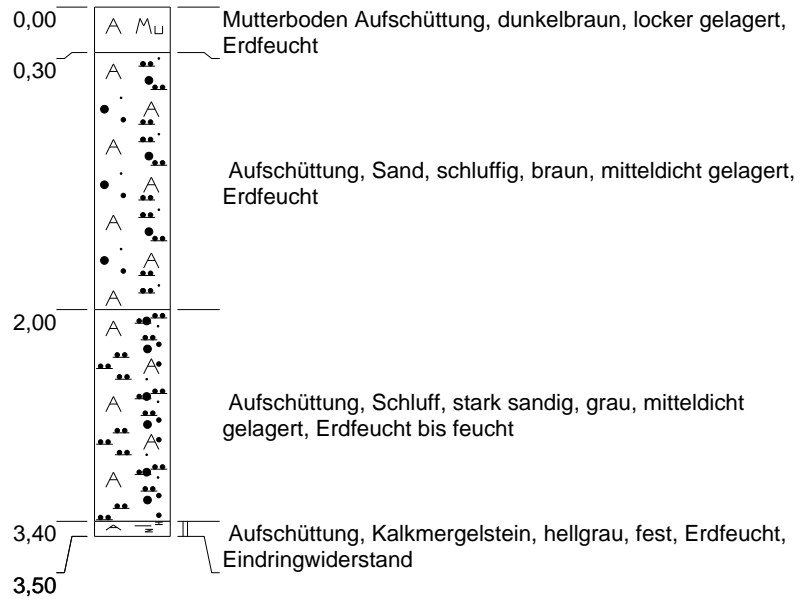 0,00
A Mu
Mutterboden Aufschüttung, dunkelbraun, locker gelagert,
Erdfeucht
0,30
A
A
A
Aufschüttung, Sand, schluffig, braun, mitteldicht gelagert,
Erdfeucht
A
A
A
A
2,00
A
A
A
Aufschüttung, Schluff, stark sandig, grau, mitteldicht
gelagert, Erdfeucht bis feucht
A
A
3,40
A
Aufschüttung, Kalkmergelstein, hellgrau, fest, Erdfeucht,
Eindringwiderstand
3,50